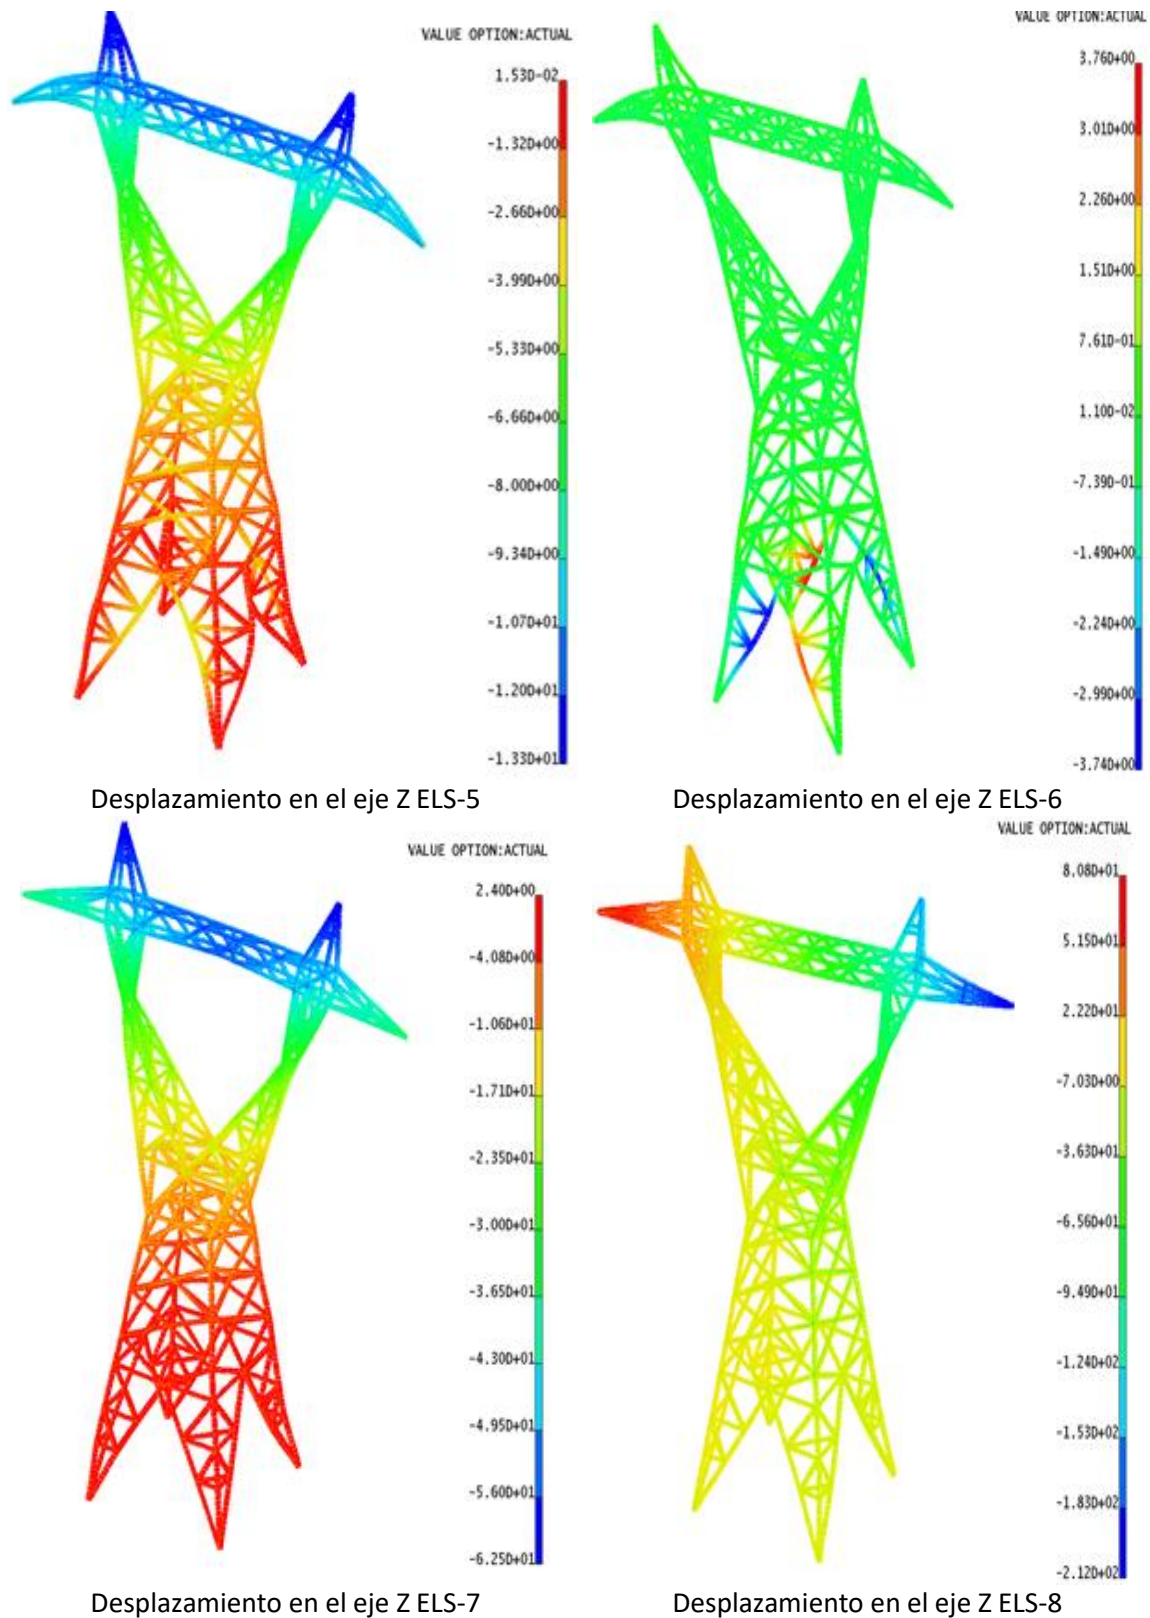 VALUE OPTION:ACTUAL
1.53D-02
-1.32D+00
-2.66D+00
-3.99D+00
-5.33D+00
-6.66D+00
-8.00D+00
-9.34D+00
-1.07D+01
-1.20D+01
-1.33D+01
VALUE OPTION:ACTUAL
3.76D+00
3.01D+00
2.26D+00
1.51D+00
7.61D-01
1.10D-02
-7.39D-01
-1.49D+00
-2.24D+00
-2.99D+00
-3.74D+00
Desplazamiento en el eje Z ELS-5
Desplazamiento en el eje Z ELS-6
VALUE OPTION:ACTUAL
2.40D+00
-4.08D+00
-1.06D+01
-1.71D+01
-2.35D+01
-3.00D+01
-3.65D+01
-4.30D+01
-4.95D+01
-5.60D+01
-6.25D+01
VALUE OPTION:ACTUAL
8.08D+01
5.15D+01
2.22D+01
-7.03D+00
-3.63D+01
-6.56D+01
-9.49D+01
-1.24D+02
-1.53D+02
-1.83D+02
-2.12D+02
Desplazamiento en el eje Z ELS-7
Desplazamiento en el eje Z ELS-8